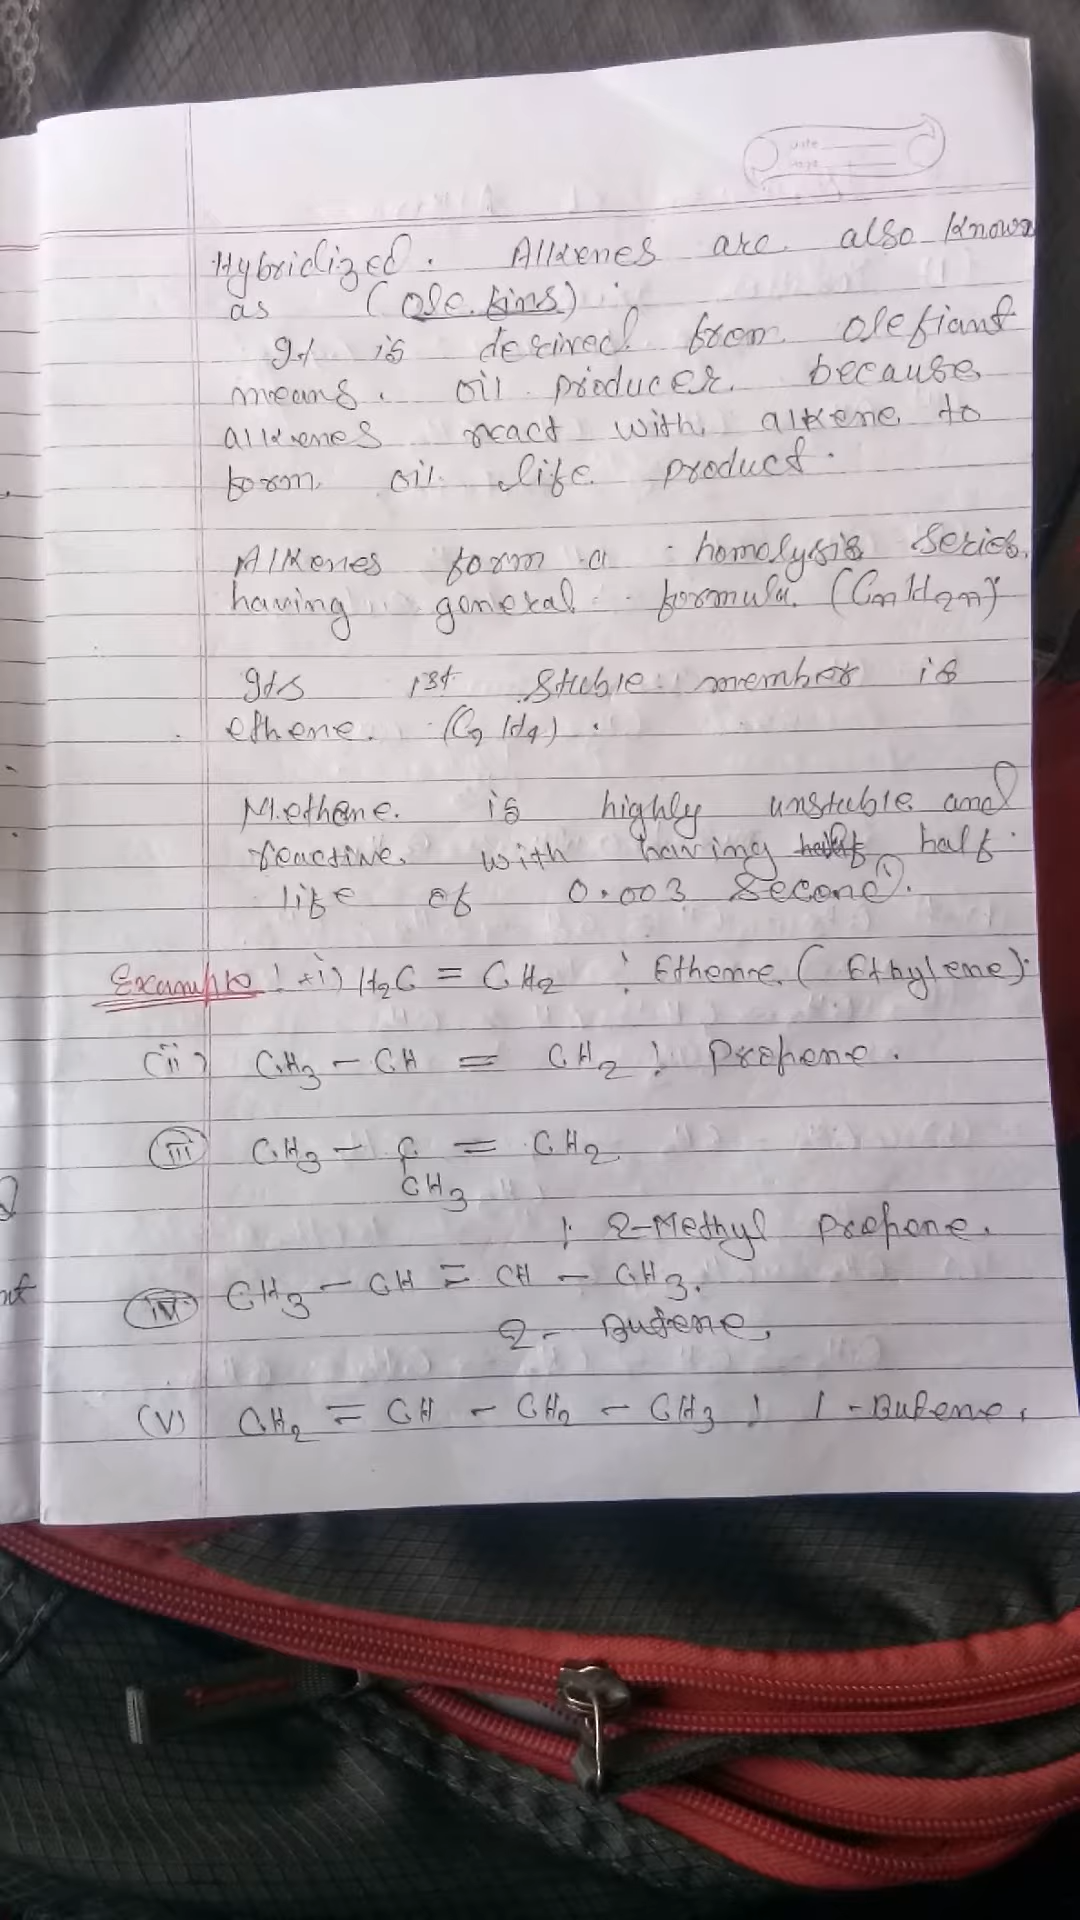 Date
Page
Hybridized. Alkenes are also known
as (Olefins).
It is derived from olefiant
means oil producer because
alkenes react with alkene to
form oil life product.
Alkenes form a homolysis series
having general formula (CnH2n)
Its 1st stable member is
ethene. (C2H4).
Methene is highly unstable and
reactive with having half
life of 0.003 second.
Example : (i) H2C = CH2 : Ethene (Ethylene).
(ii) CH3 - CH = CH2 : Propene.
(iii) CH3 - C = CH2
CH3
: 2-Methyl propene.
(iv) CH3 - CH = CH - CH3.
2- Butene,
(v) CH2 = CH - CH2 - CH3 : 1-Butene,